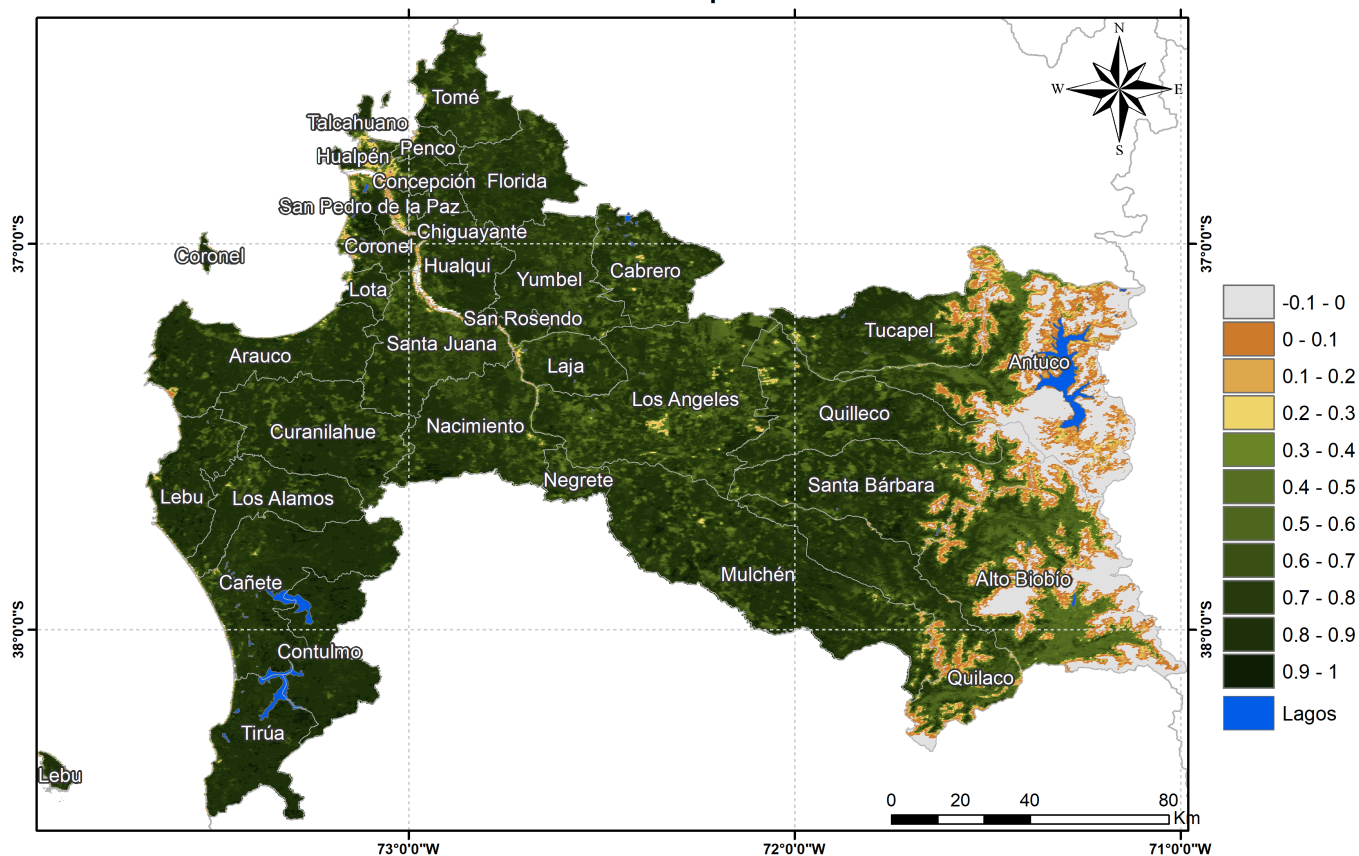 N
W
E
S
Tomé
Talcahuano
Penco
Hualpén
Concepción
Florida
San Pedro de la Paz
Chiguayante
Coronel
Coronel
Hualqui
Cabrero
Yumbel
Lota
San Rosendo
Tucapel
Santa Juana
Arauco
Antuco
Laja
Los Angeles
Quilleco
Nacimiento
Curanilahue
Negrete
Santa Bárbara
Lebu
Los Alamos
Mulchén
Alto Biobío
Cañete
Contulmo
Quilaco
Tirúa
Lebu
37°0'0"S
37°0'0"S
38°0'0"S
38°0'0"S
73°0'0"W
72°0'0"W
71°0'0"W
0
20
40
80
Km
-0.1 - 0
0 - 0.1
0.1 - 0.2
0.2 - 0.3
0.3 - 0.4
0.4 - 0.5
0.5 - 0.6
0.6 - 0.7
0.7 - 0.8
0.8 - 0.9
0.9 - 1
Lagos